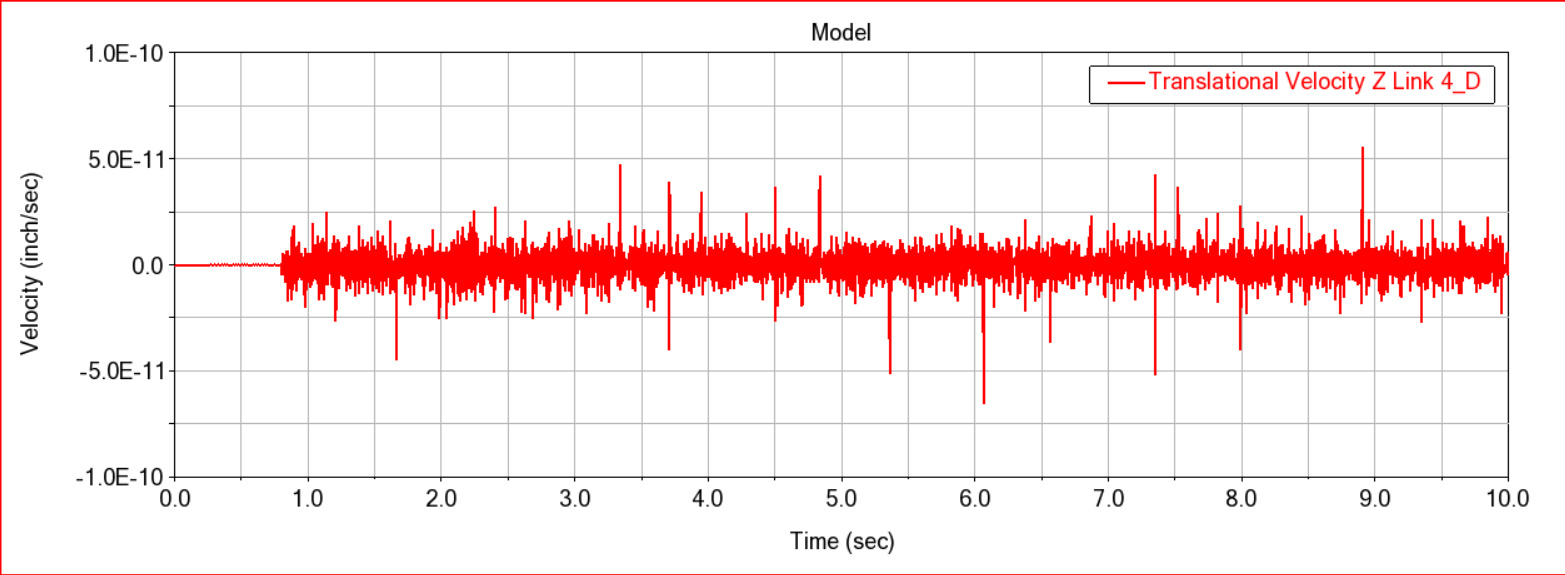 Model
Translational Velocity Z Link 4_D
Velocity (inch/sec)
1.0E-10
5.0E-11
0.0
-5.0E-11
-1.0E-10
0.0 1.0 2.0 3.0 4.0 5.0 6.0 7.0 8.0 9.0 10.0
Time (sec)